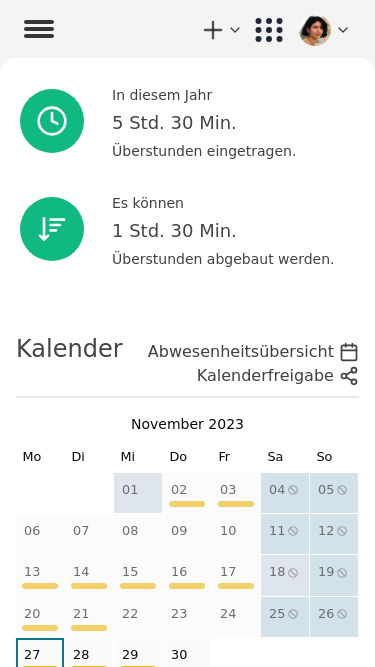 In diesem Jahr
5 Std. 30 Min.
Überstunden eingetragen.
Es können
1 Std. 30 Min.
Überstunden abgebaut werden.
Kalender
Abwesenheitsübersicht
Kalenderfreigabe
November 2023
Mo Di Mi Do Fr Sa So
01 02 03 04 05
06 07 08 09 10 11 12
13 14 15 16 17 18 19
20 21 22 23 24 25 26
27 28 29 30